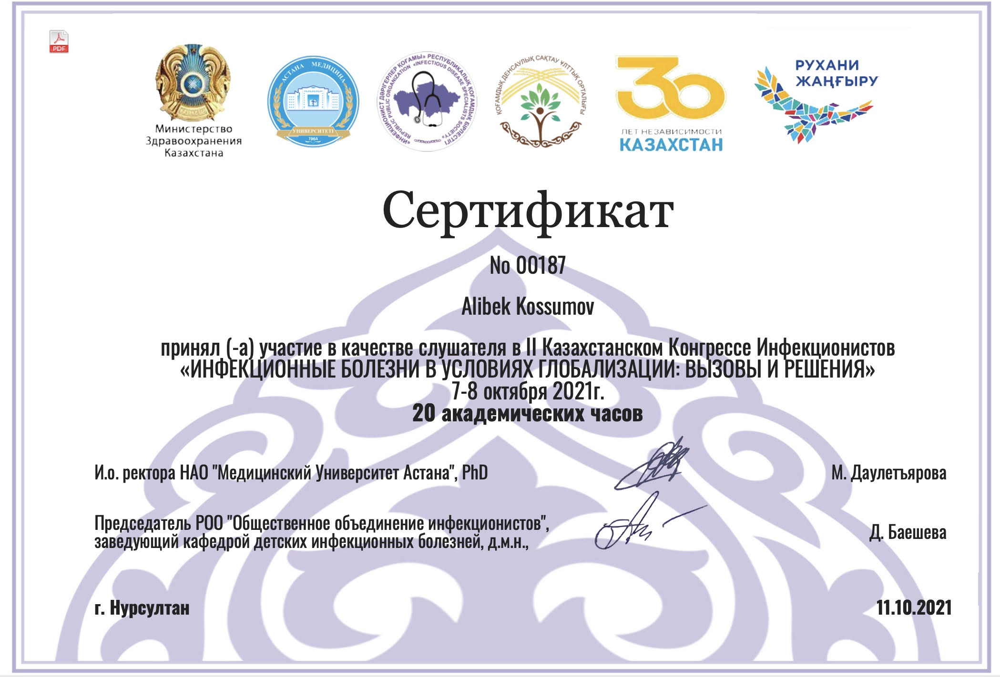 PDF
Министерство
Здравоохранения
Казахстана
АСТАНА МЕДИЦИНА
УНИВЕРСИТЕТІ
1964
«ИНФЕКЦИОНИСТ ДӘРІГЕРЛЕР ҚОҒАМЫ» РЕСПУБЛИКАЛЫҚ ҚОҒАМДЫҚ БІРЛЕСТІГІ
REPUBLIC PUBLIC ORGANIZATION «INFECTIOUS DISEASE SPECIALISTS SOCIETY»
ҚОҒАМДЫҚ ДЕНСАУЛЫҚ САҚТАУ ҰЛТТЫҚ ОРТАЛЫҒЫ
30
ЛЕТ НЕЗАВИСИМОСТИ
КАЗАХСТАН
РУХАНИ
ЖАҢҒЫРУ
Сертификат
No 00187
Alibek Kossumov
принял (-а) участие в качестве слушателя в II Казахстанском Конгрессе Инфекционистов
«ИНФЕКЦИОННЫЕ БОЛЕЗНИ В УСЛОВИЯХ ГЛОБАЛИЗАЦИИ: ВЫЗОВЫ И РЕШЕНИЯ»
7-8 октября 2021г.
20 академических часов
И.о. ректора НАО "Медицинский Университет Астана", PhD
М. Даулетъярова
Председатель РОО "Общественное объединение инфекционистов",
заведующий кафедрой детских инфекционных болезней, д.м.н.,
Д. Баешева
г. Нурсултан
11.10.2021